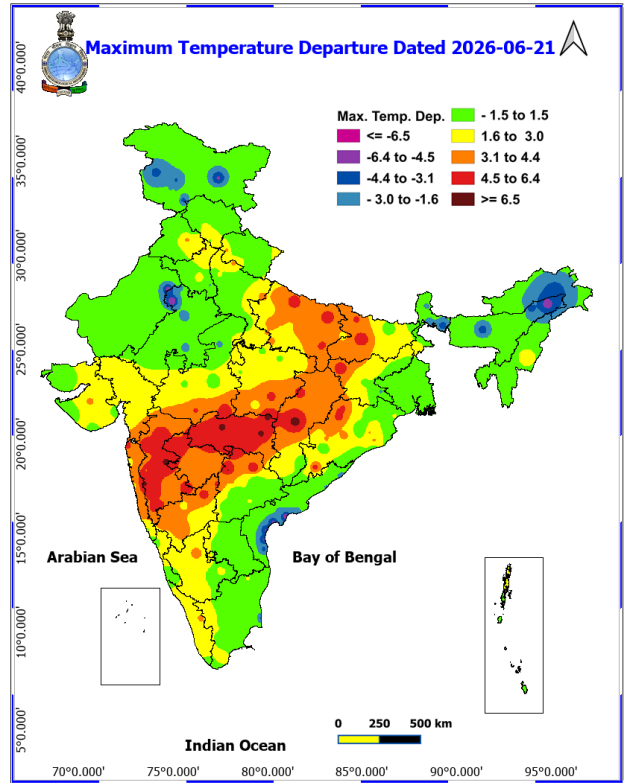 Maximum Temperature Departure Dated 2026-06-21
Max. Temp. Dep.
<= -6.5
-6.4 to -4.5
-4.4 to -3.1
- 3.0 to -1.6
- 1.5 to 1.5
1.6 to 3.0
3.1 to 4.4
4.5 to 6.4
>= 6.5
40°0.000'
35°0.000'
30°0.000'
25°0.000'
20°0.000'
15°0.000'
10°0.000'
5°0.000'
Arabian Sea
Bay of Bengal
Indian Ocean
0 250 500 km
70°0.000' 75°0.000' 80°0.000' 85°0.000' 90°0.000' 95°0.000'